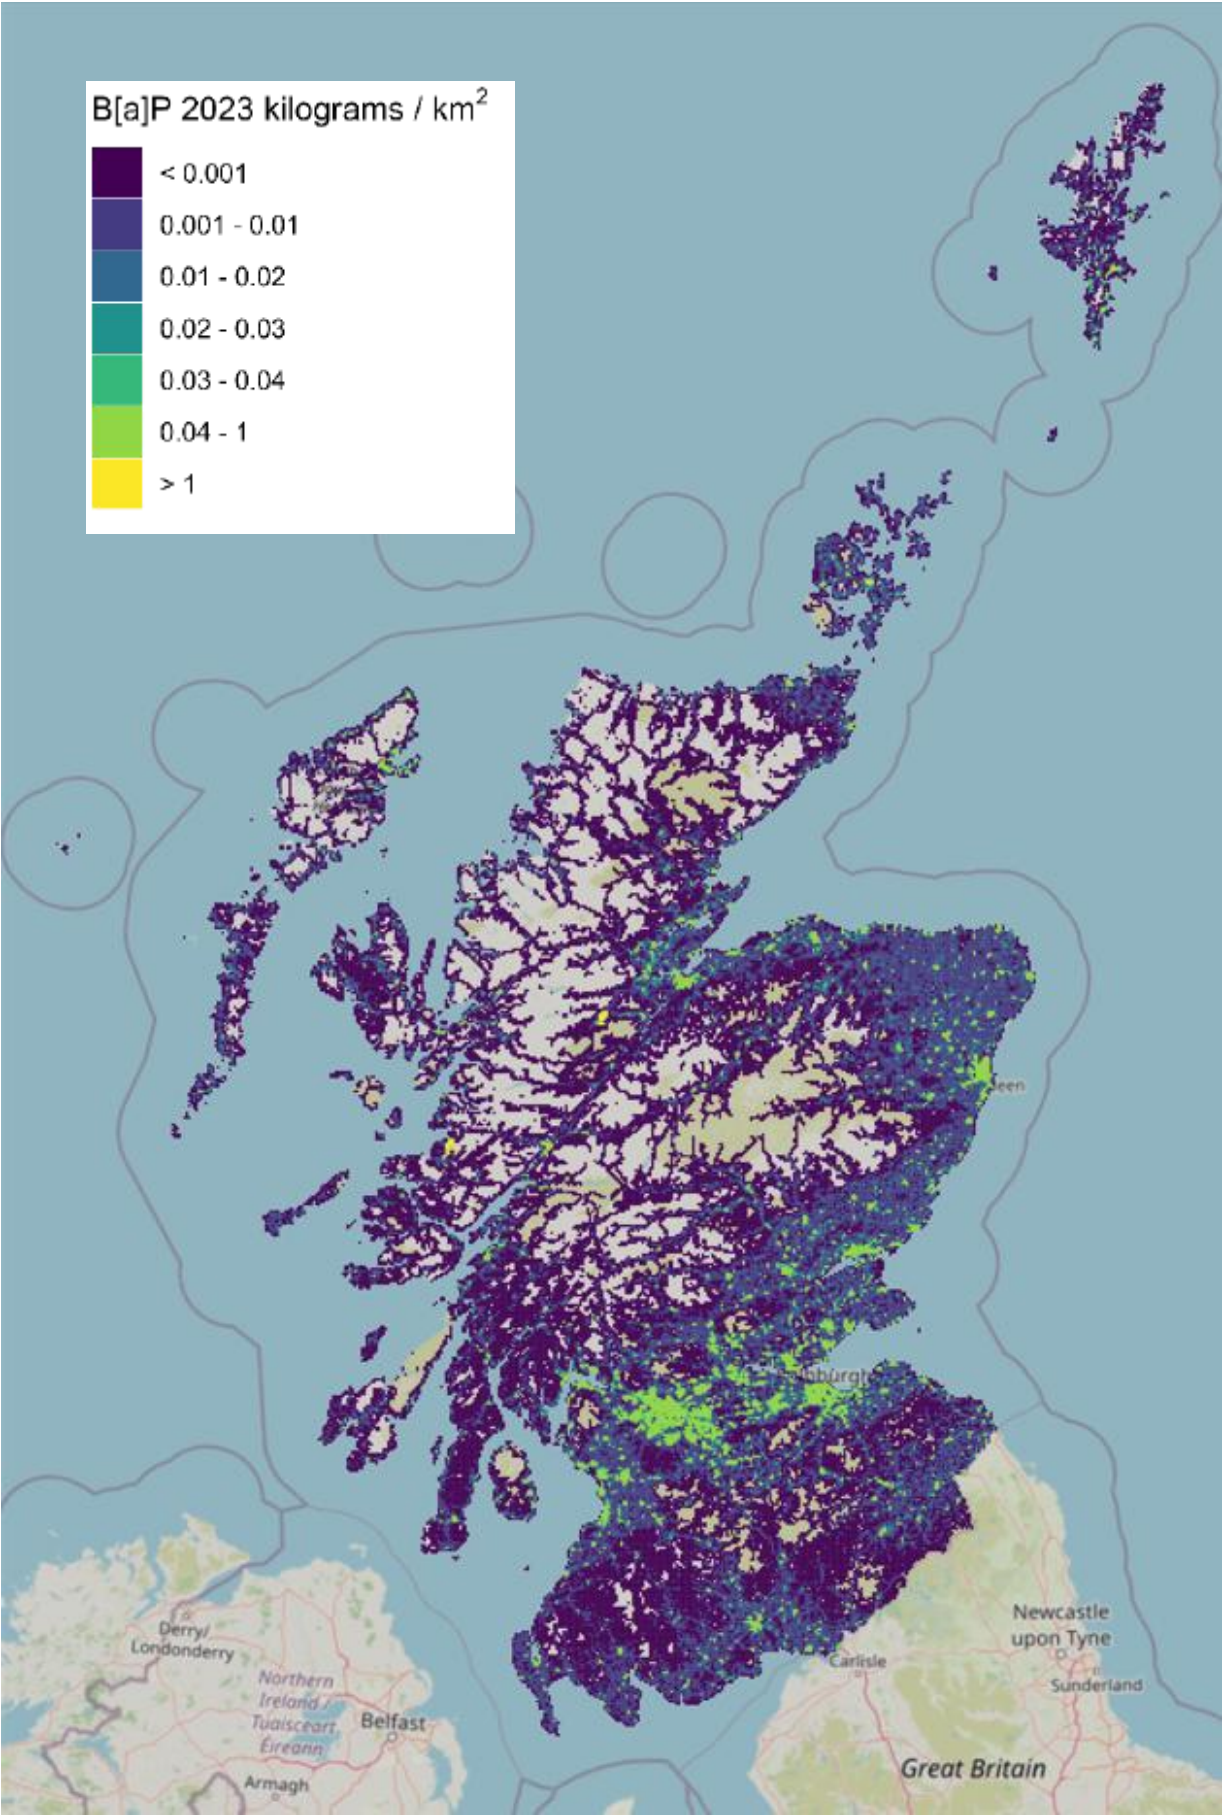 B[a]P 2023 kilograms / km²
< 0.001
0.001 - 0.01
0.01 - 0.02
0.02 - 0.03
0.03 - 0.04
0.04 - 1
> 1
Derry/
Londonderry
Northern
Ireland /
Tuaisceart
Éireann
Belfast
Armagh
Newcastle
upon Tyne
Carlisle
Sunderland
Great Britain